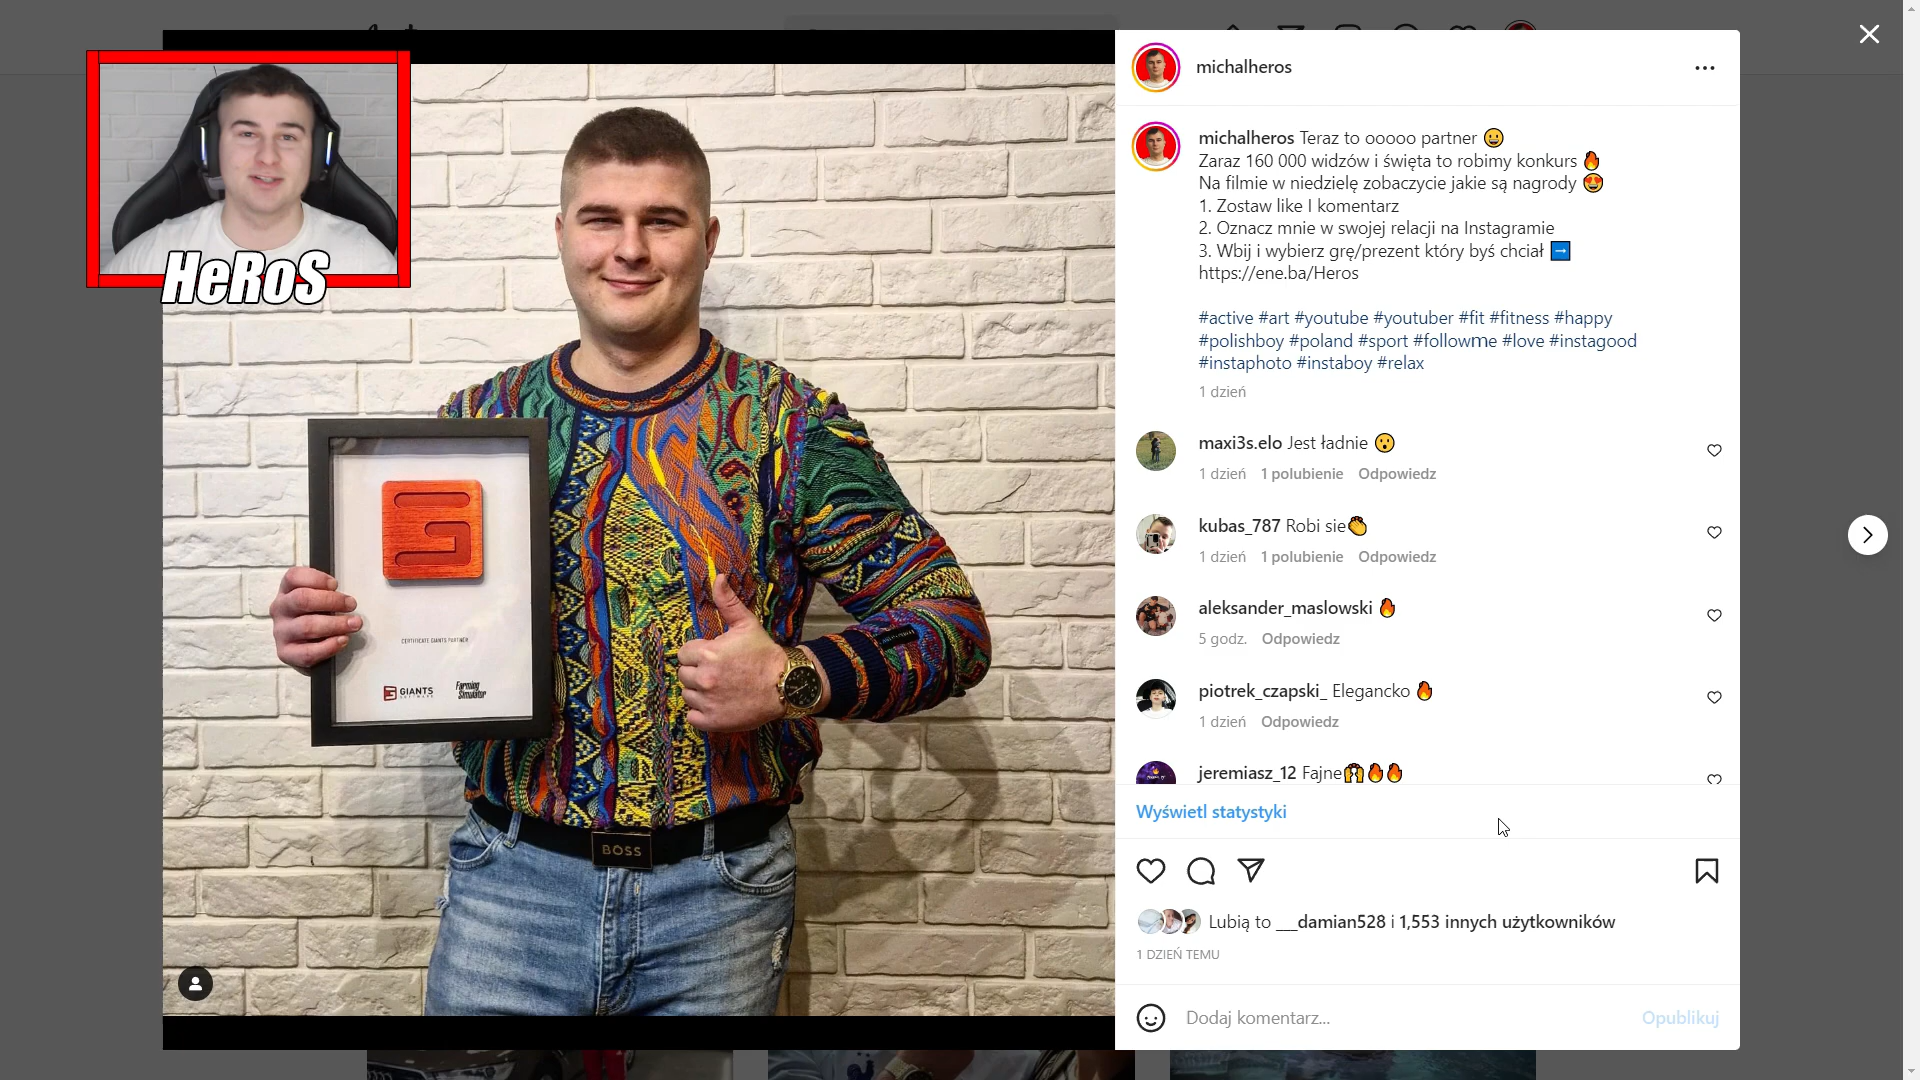 HeRoS
CERTIFICATE GIANTS PARTNER
GIANTS
SOFTWARE
Farming
Simulator
BOSS
michalheros
michalheros Teraz to ooooo partner 😀
Zaraz 160 000 widzów i święta to robimy konkurs 🔥
Na filmie w niedzielę zobaczycie jakie są nagrody 😍
1. Zostaw like I komentarz
2. Oznacz mnie w swojej relacji na Instagramie
3. Wbij i wybierz grę/prezent który byś chciał ➡️
https://ene.ba/Heros
#active #art #youtube #youtuber #fit #fitness #happy
#polishboy #poland #sport #followme #love #instagood
#instaphoto #instaboy #relax
1 dzień
maxi3s.elo Jest ładnie 😯
1 dzień 1 polubienie Odpowiedz
kubas_787 Robi sie👏
1 dzień 1 polubienie Odpowiedz
aleksander_maslowski 🔥
5 godz. Odpowiedz
piotrek_czapski_ Elegancko 🔥
1 dzień Odpowiedz
jeremiasz_12 Fajne🙌🔥🔥
Wyświetl statystyki
Lubią to ___damian528 i 1,553 innych użytkowników
1 DZIEŃ TEMU
Dodaj komentarz...
Opublikuj